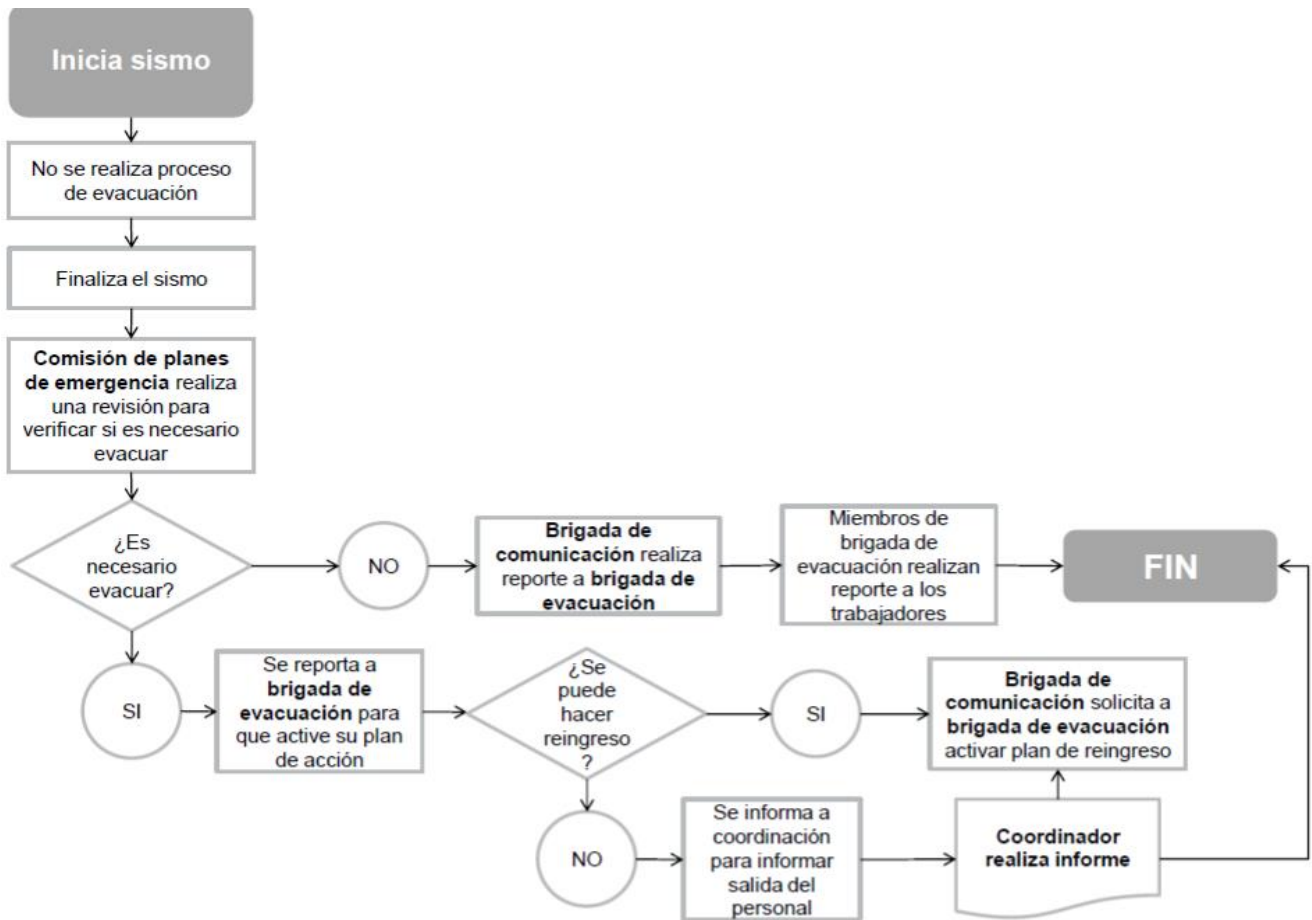 Inicia sismo
No se realiza proceso
de evacuación
Finaliza el sismo
Comisión de planes
de emergencia realiza
una revisión para
verificar si es necesario
evacuar
¿Es
necesario
evacuar?
NO
Brigada de
comunicación realiza
reporte a brigada de
evacuación
Miembros de
brigada de
evacuación realizan
reporte a los
trabajadores
FIN
SI
Se reporta a
brigada de
evacuación para
que active su plan
de acción
¿Se
puede
hacer
reingreso
?
SI
Brigada de
comunicación solicita a
brigada de evacuación
activar plan de reingreso
NO
Se informa a
coordinación
para informar
salida del
personal
Coordinador
realiza informe